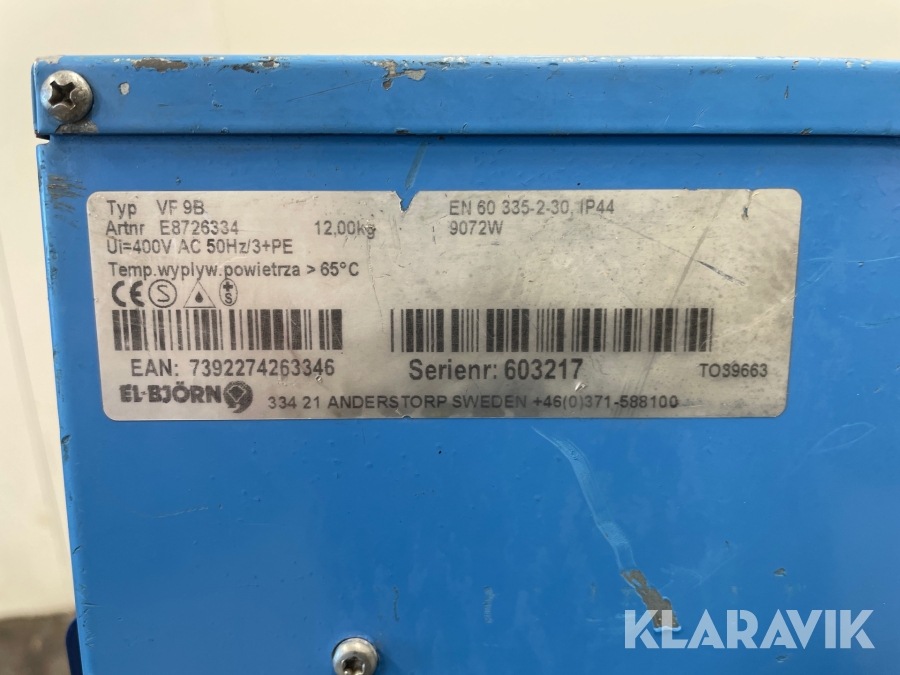 Typ VF 9B
Artnr E8726334 12,00kg
Ui=400V AC 50Hz/3+PE
Temp.wyplyw.powietrza > 65°C
EN 60 335-2-30, IP44
9072W
CE S +S
EAN: 7392274263346
Serienr: 603217
TO39663
EL-BJÖRN
334 21 ANDERSTORP SWEDEN +46(0)371-588100
KLARAVIK